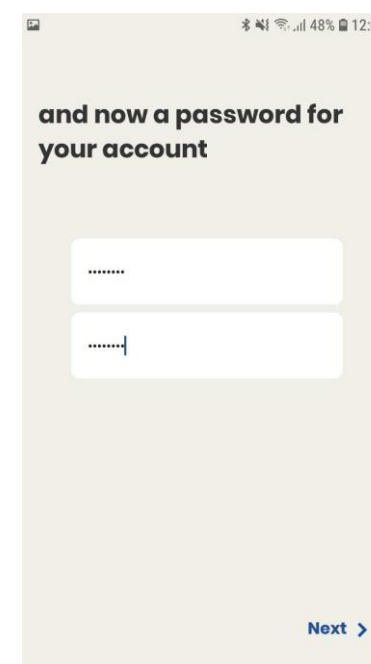 48% 12:
and now a password for
your account
••••••••
••••••••
Next >